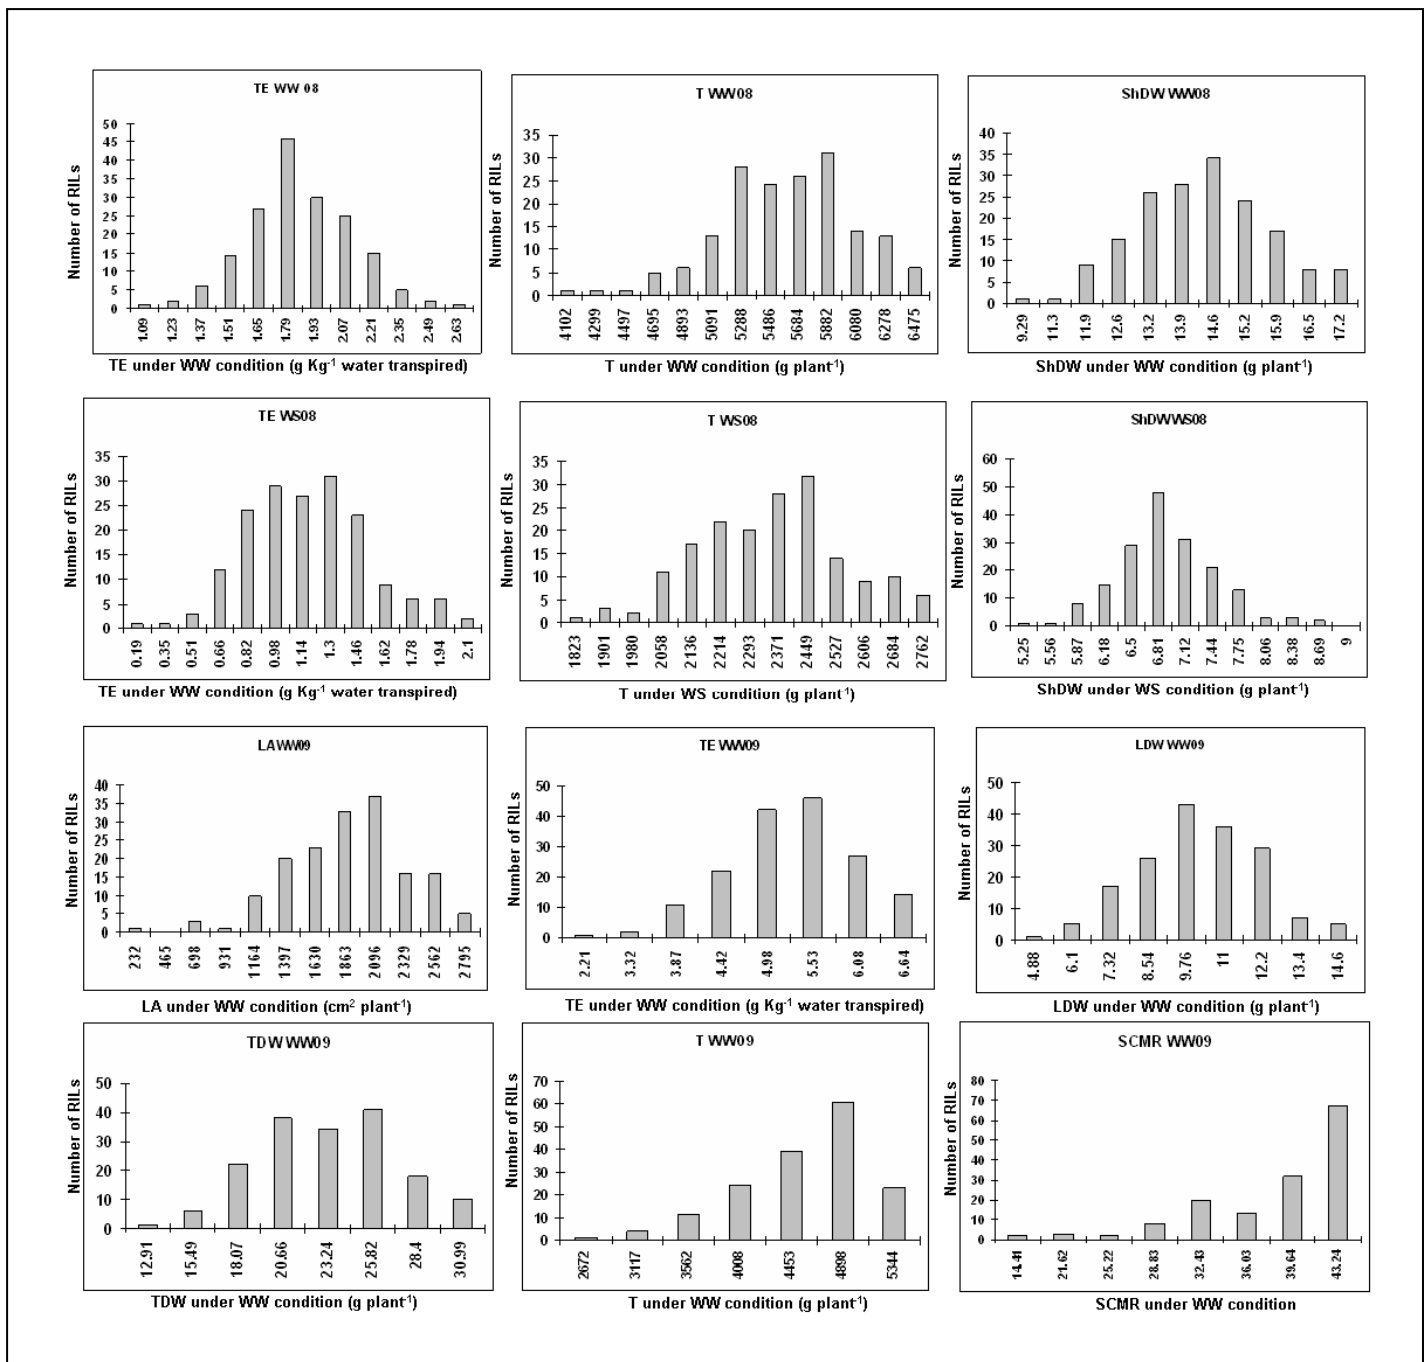 TE WW 08
Number of RILs
50
45
40
35
30
25
20
15
10
5
0
1.09 1.23 1.37 1.51 1.65 1.79 1.93 2.07 2.21 2.35 2.49 2.63
TE under WW condition (g Kg-1 water transpired)
T WW08
Number of RILs
35
30
25
20
15
10
5
0
4102 4299 4497 4695 4893 5091 5288 5486 5684 5882 6080 6278 6475
T under WW condition (g plant-1)
ShDW WW08
Number of RILs
40
35
30
25
20
15
10
5
0
9.29 11.3 11.9 12.6 13.2 13.9 14.6 15.2 15.9 16.5 17.2
ShDW under WW condition (g plant-1)
TE WS08
Number of RILs
35
30
25
20
15
10
5
0
0.19 0.35 0.51 0.66 0.82 0.98 1.14 1.3 1.46 1.62 1.78 1.94 2.1
TE under WW condition (g Kg-1 water transpired)
T WS08
Number of RILs
35
30
25
20
15
10
5
0
1823 1901 1980 2058 2136 2214 2293 2371 2449 2527 2606 2684 2762
T under WS condition (g plant-1)
ShDWWS08
Number of RILs
60
50
40
30
20
10
0
5.25 5.56 5.87 6.18 6.5 6.81 7.12 7.44 7.75 8.06 8.38 8.69 9
ShDW under WS condition (g plant-1)
LAWW09
Number of RILs
40
35
30
25
20
15
10
5
0
232 465 698 931 1164 1397 1630 1863 2096 2329 2562 2795
LA under WW condition (cm2 plant-1)
TE WW09
Number of RILs
50
40
30
20
10
0
2.21 3.32 3.87 4.42 4.98 5.53 6.08 6.64
TE under WW condition (g Kg-1 water transpired)
LDW WW09
Number of RILs
50
40
30
20
10
0
4.88 6.1 7.32 8.54 9.76 11 12.2 13.4 14.6
LDW under WW condition (g plant-1)
TDW WW09
Number of RILs
50
40
30
20
10
0
12.91 15.49 18.07 20.66 23.24 25.82 28.4 30.99
TDW under WW condition (g plant-1)
T WW09
Number of RILs
70
60
50
40
30
20
10
0
2672 3117 3562 4008 4453 4898 5344
T under WW condition (g plant-1)
SCMR WW09
Number of RILs
80
70
60
50
40
30
20
10
0
14.41 21.62 25.22 28.83 32.43 36.03 39.64 43.24
SCMR under WW condition